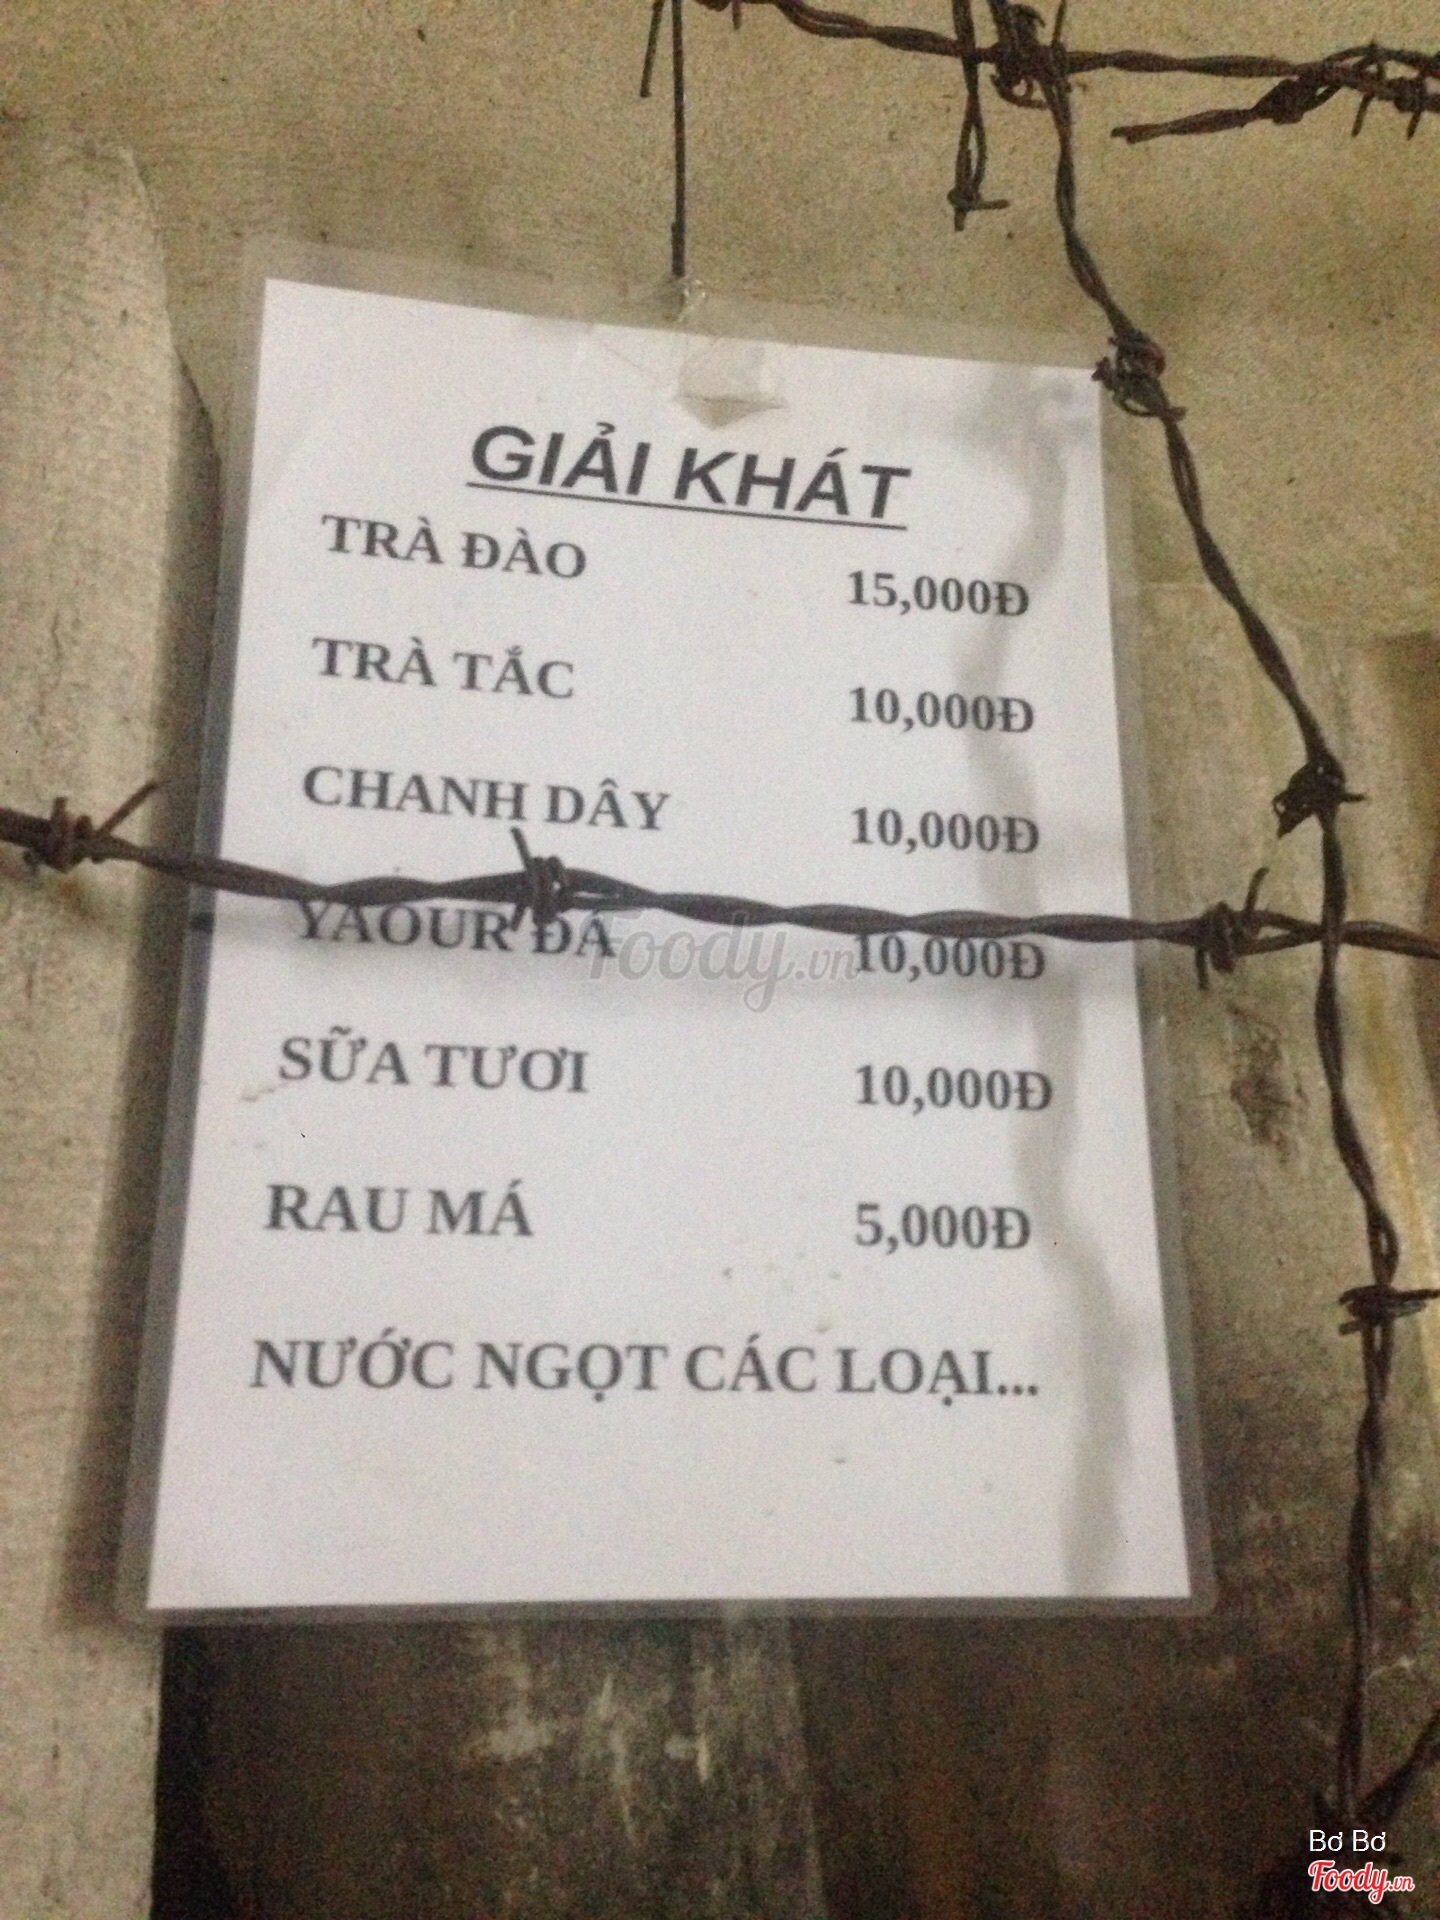 GIẢI KHÁT
TRÀ ĐÀO 15,000Đ
TRÀ TẮC 10,000Đ
CHANH DÂY 10,000Đ
YAOUR ĐÁ 10,000Đ
SỮA TƯƠI 10,000Đ
RAU MÁ 5,000Đ
NƯỚC NGỌT CÁC LOẠI...
Foody.vn
Bơ Bơ
Foody.vn